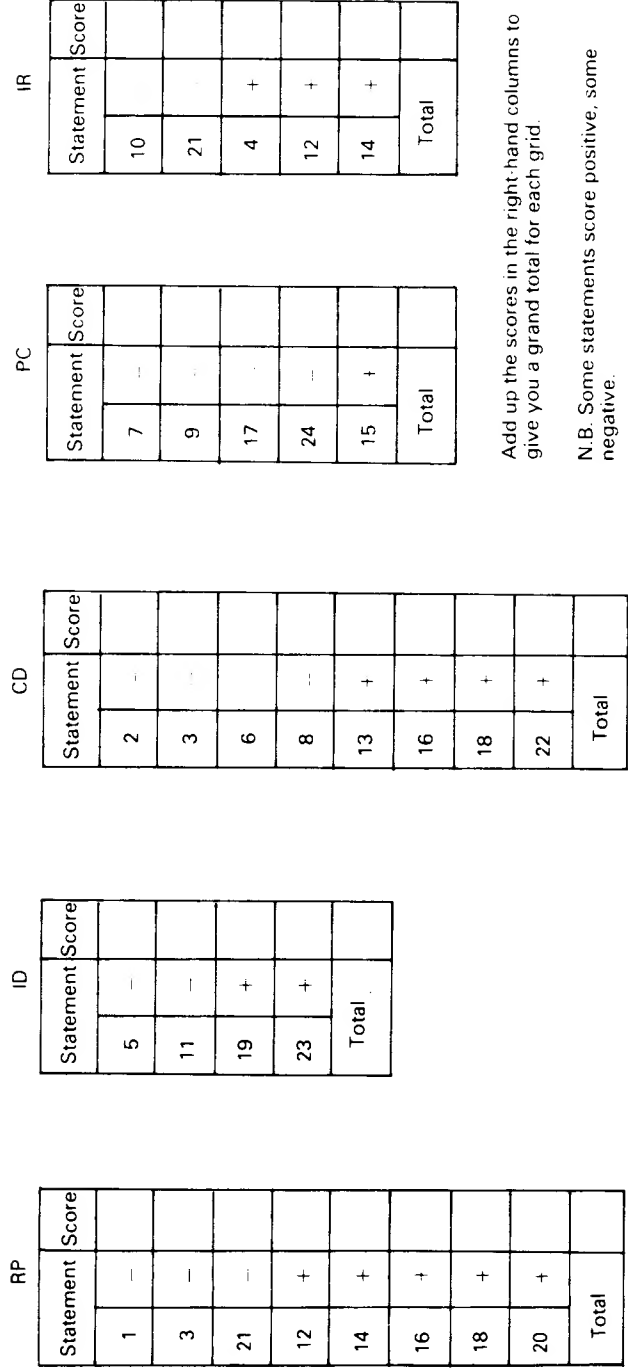 RP
Statement Score
1 –
3 –
21 –
12 +
14 +
16 +
18 +
20 +
Total
ID
Statement Score
5 –
11 –
19 +
23 +
Total
CD
Statement Score
2 –
3 –
6
8 –
13 +
16 +
18 +
22 +
Total
PC
Statement Score
7 –
9 –
17
24 –
15 +
Total
IR
Statement Score
10
21
4 +
12 +
14 +
Total
Add up the scores in the right-hand columns to
give you a grand total for each grid.
N.B. Some statements score positive, some
negative.